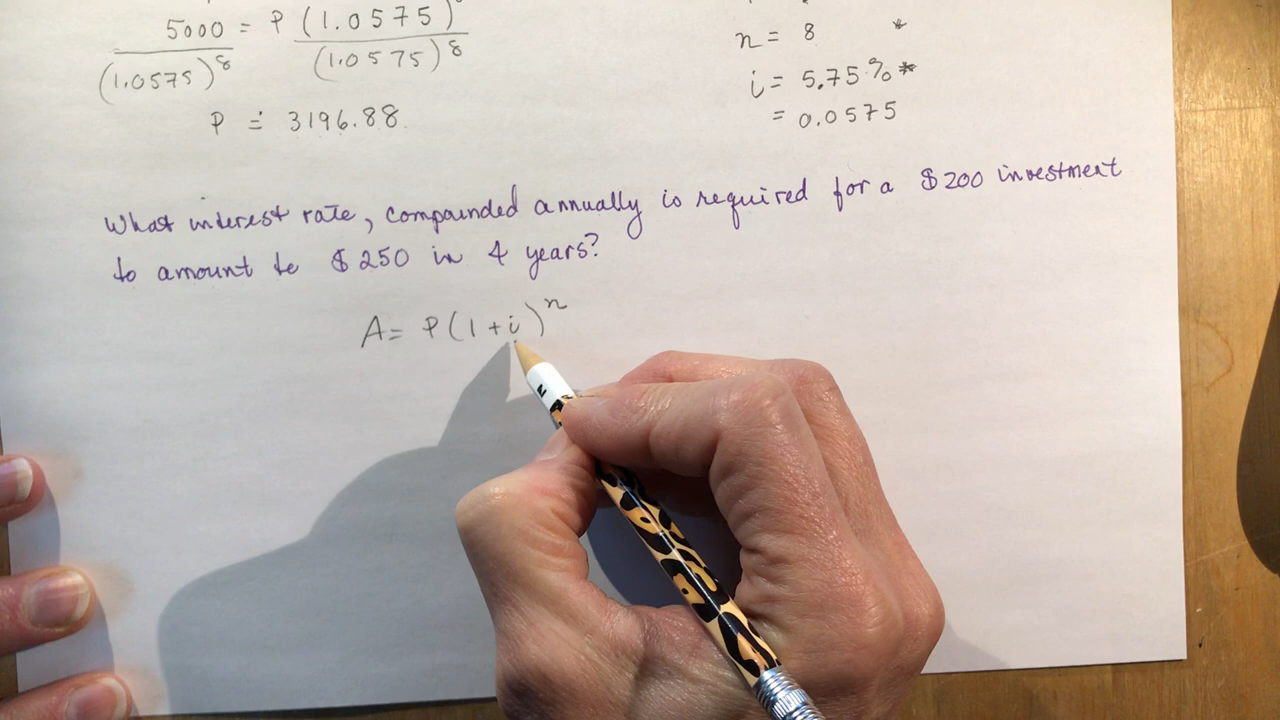 5000 = P (1.0575)
(1.0575)^8 (1.0575)^8
P ≐ 3196.88
n = 8 *
i = 5.75% *
= 0.0575
What interest rate, compounded annually is required for a $200 investment
to amount to $250 in 4 years?
A = P(1+i)^n